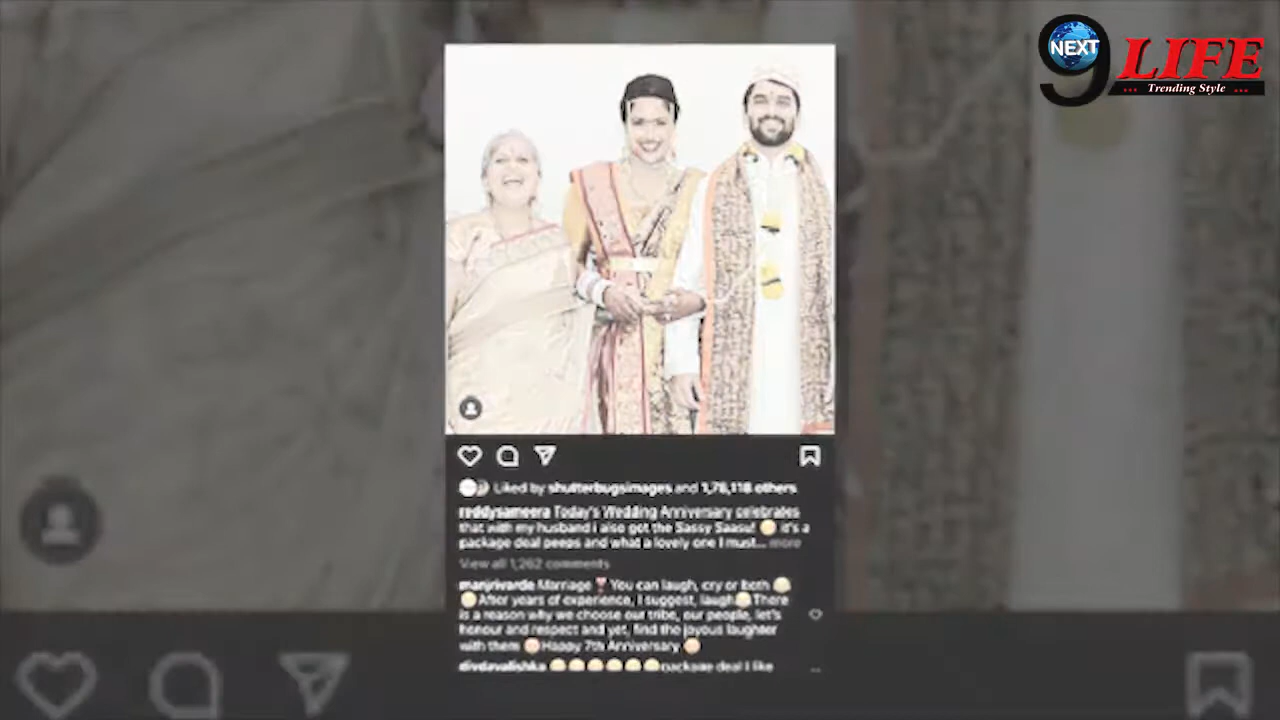 9 NEXT
LIFE
... Trending Style ...
Liked by shutterbugsimages and 1,78,118 others
reddysameera Today's Wedding Anniversary celebrates
that with my husband i also got the Sassy Saasu! it's a
package deal peeps and what a lovely one I must... more
View all 1,262 comments
manjrivarde Marriage You can laugh, cry or both
After years of experience, I suggest, laugh There
is a reason why we choose our tribe, our people, let's
honour and respect and yet, find the joyous laughter
with them Happy 7th Anniversary
package deal I like